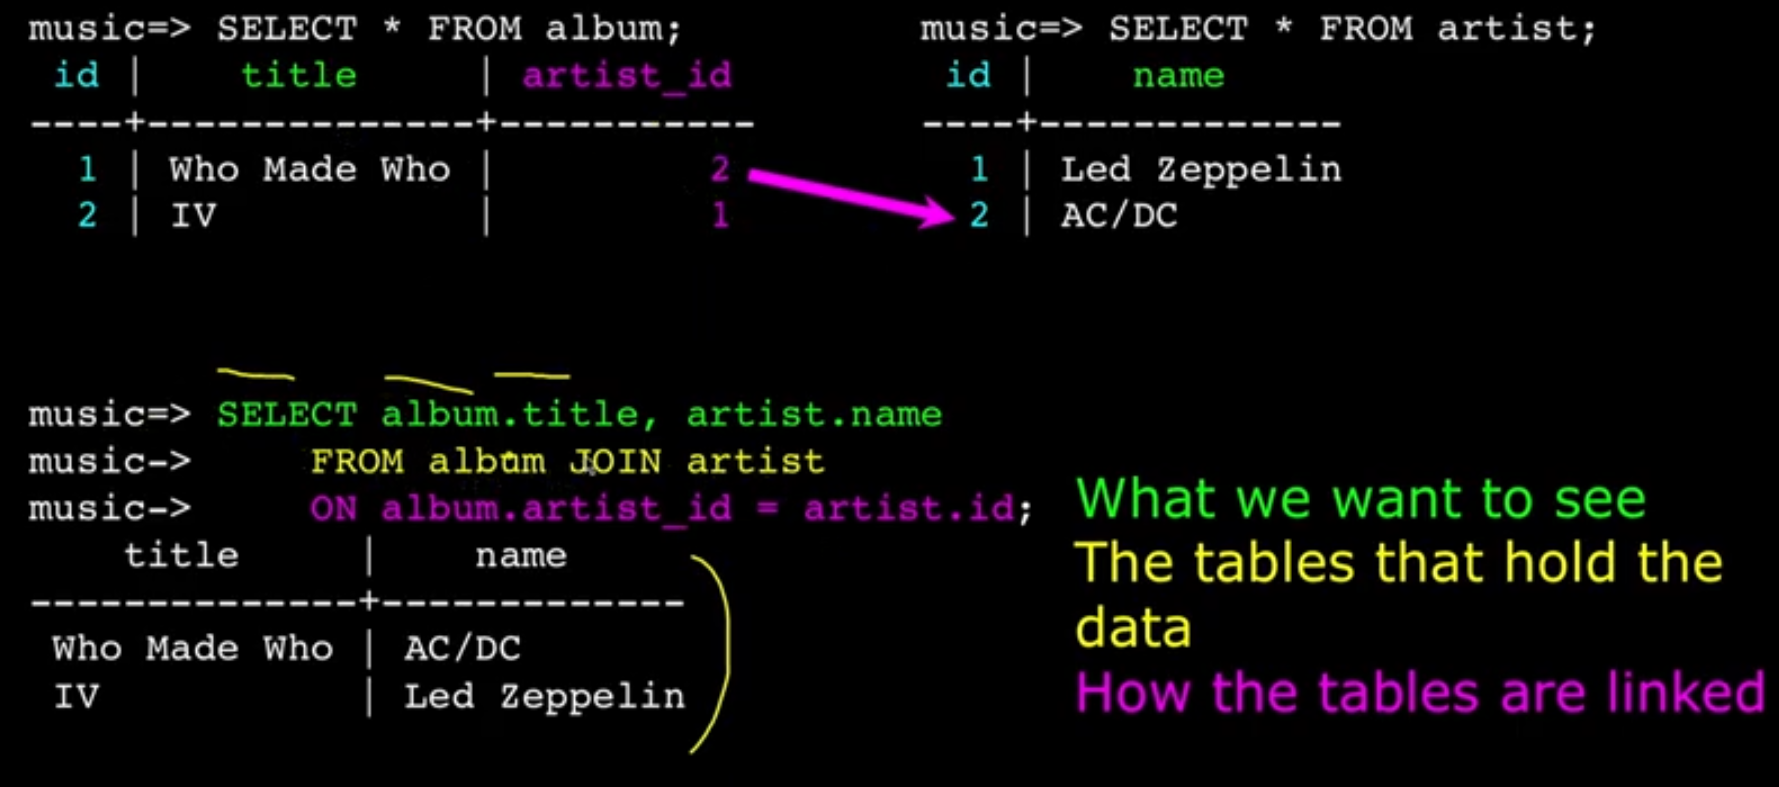 music=> SELECT * FROM album;
 id |     title     | artist_id
----+--------------+-----------
  1 | Who Made Who |         2
  2 | IV           |         1
music=> SELECT * FROM artist;
 id |    name
----+-------------
  1 | Led Zeppelin
  2 | AC/DC
music=> SELECT album.title, artist.name
music->     FROM album JOIN artist
music->     ON album.artist_id = artist.id;
    title     |    name
--------------+-------------
 Who Made Who | AC/DC
 IV           | Led Zeppelin
What we want to see
The tables that hold the
data
How the tables are linked